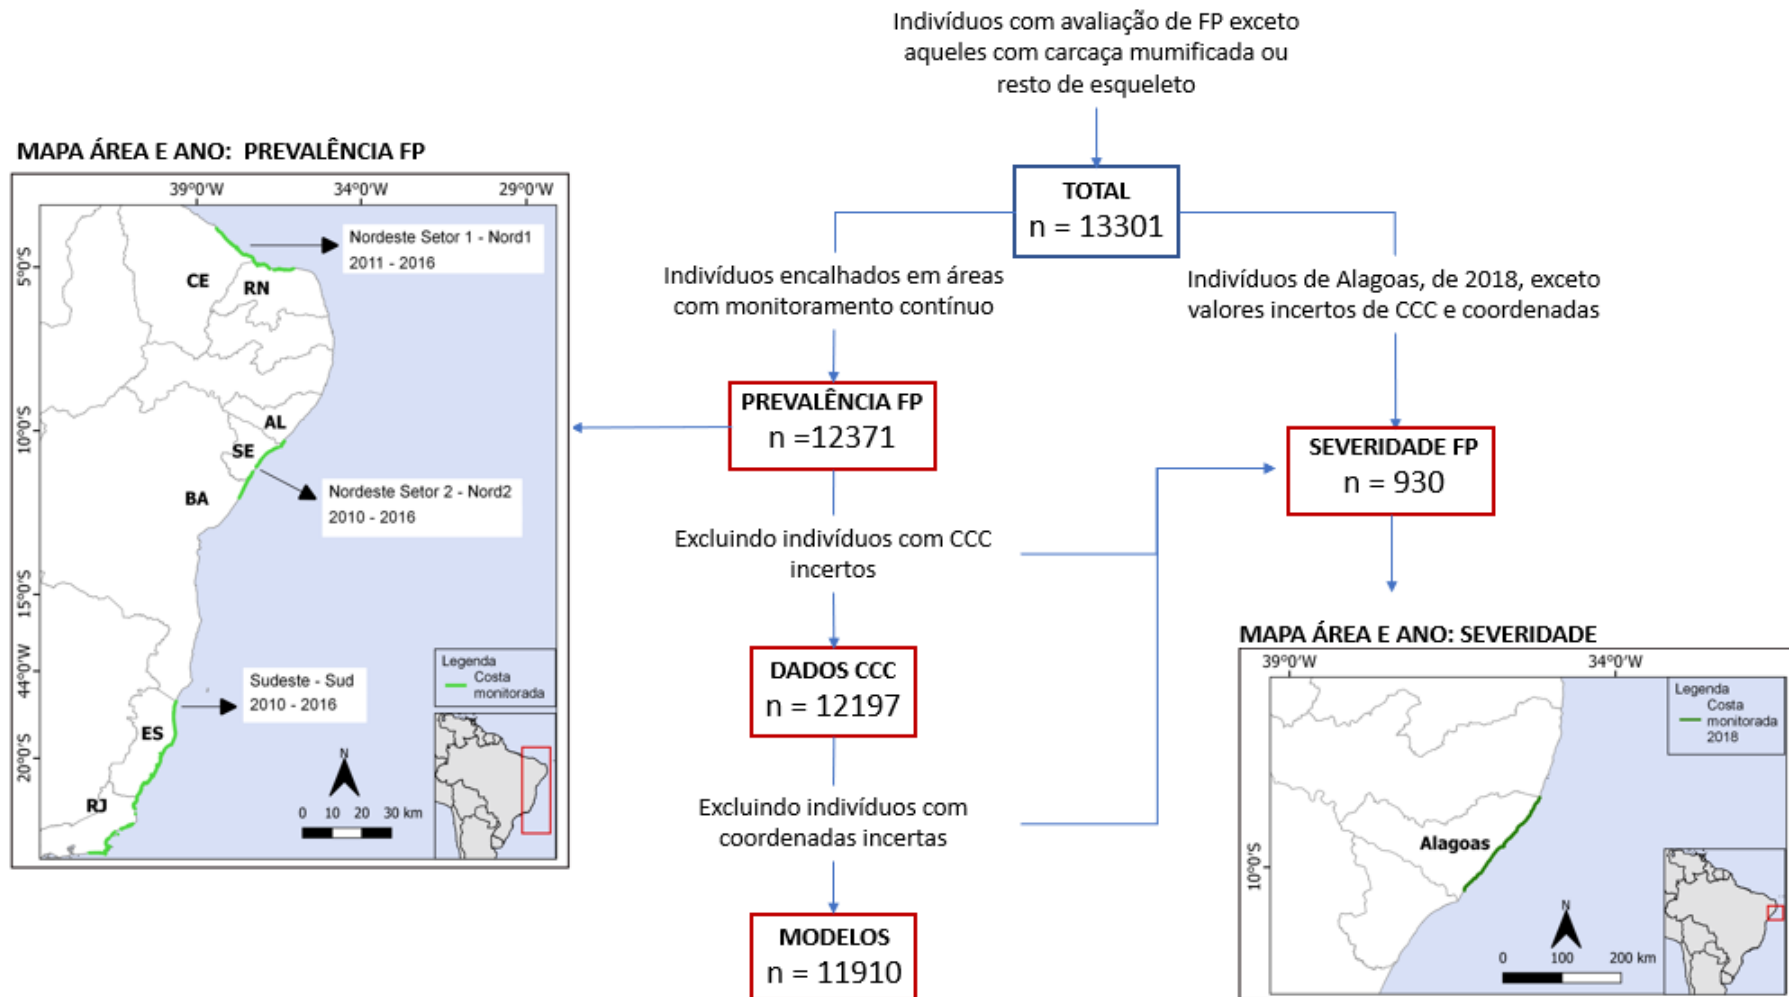 Indivíduos com avaliação de FP exceto
aqueles com carcaça mumificada ou
resto de esqueleto
TOTAL
n = 13301
Indivíduos encalhados em áreas
com monitoramento contínuo
Indivíduos de Alagoas, de 2018, exceto
valores incertos de CCC e coordenadas
PREVALÊNCIA FP
n =12371
SEVERIDADE FP
n = 930
Excluindo indivíduos com CCC
incertos
DADOS CCC
n = 12197
Excluindo indivíduos com
coordenadas incertas
MODELOS
n = 11910
MAPA ÁREA E ANO:  PREVALÊNCIA FP
39°0'W
34°0'W
29°0'W
5°0'S
10°0'S
15°0'S
44°0'W
20°0'S
Nordeste Setor 1 - Nord1
2011 - 2016
CE
RN
AL
SE
BA
Nordeste Setor 2 - Nord2
2010 - 2016
Sudeste - Sud
2010 - 2016
ES
RJ
Legenda
Costa
monitorada
N
0 10 20 30 km
MAPA ÁREA E ANO: SEVERIDADE
39°0'W
34°0'W
10°0'S
Legenda
Costa
monitorada
2018
Alagoas
N
0 100 200 km